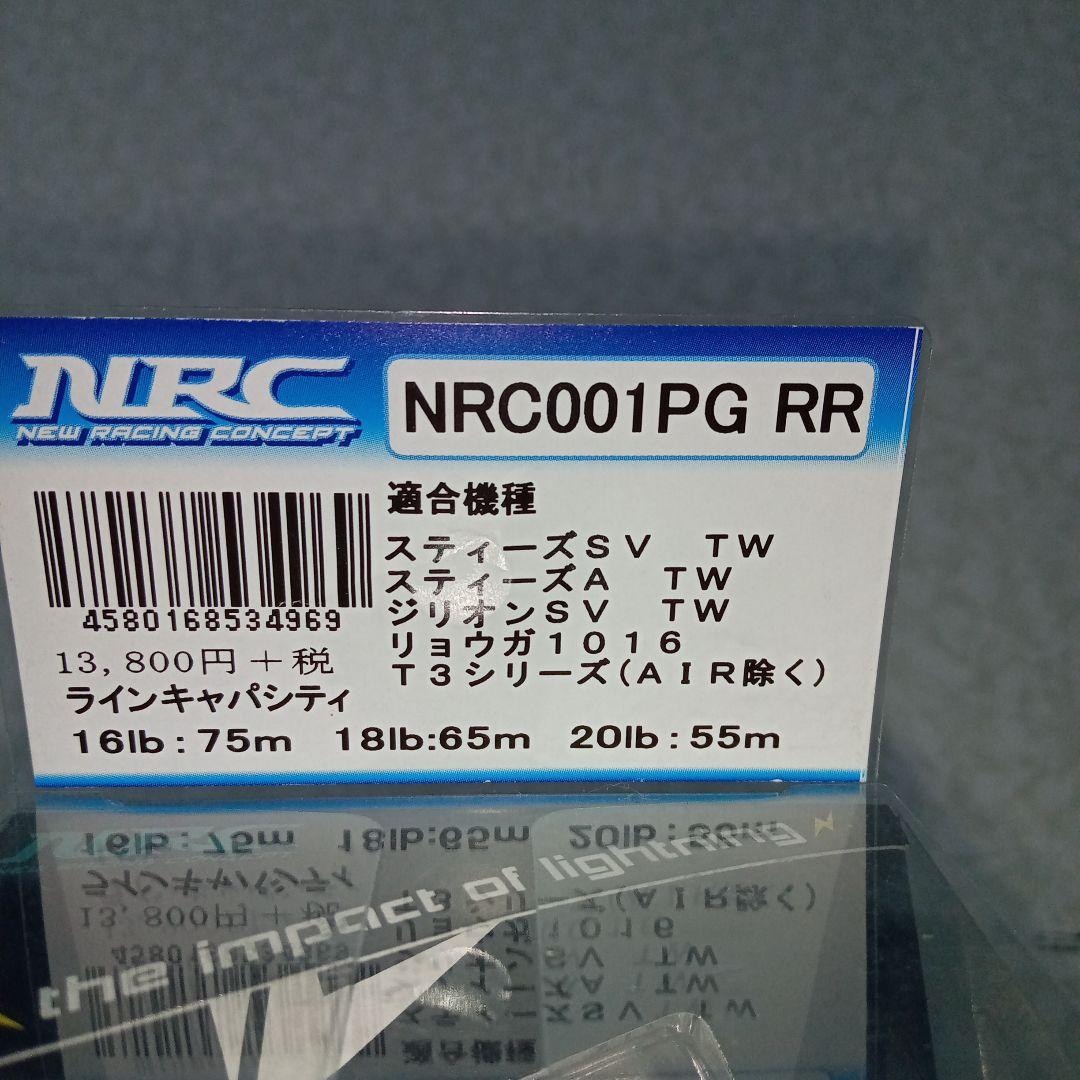 NRC
NEW RACING CONCEPT
NRC001PG RR
適合機種
スティーズSV TW
スティーズA TW
ジリオンSV TW
リョウガ1016
T3シリーズ(AIR除く)
4580168534969
13,800円+税
ラインキャパシティ
16lb:75m 18lb:65m 20lb:55m
the impact of lightning